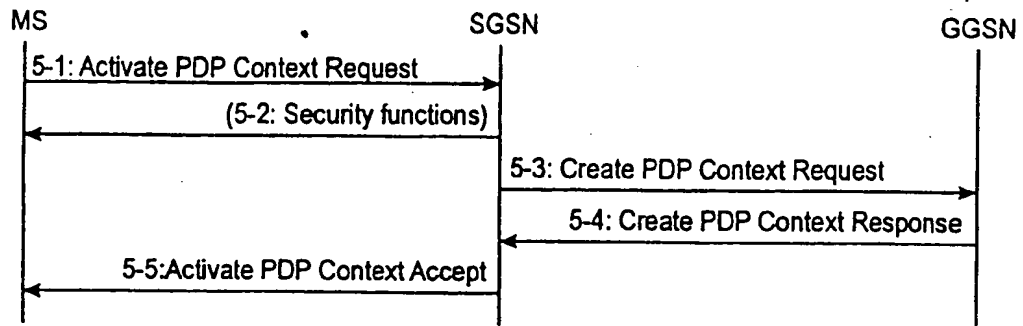 MS SGSN GGSN
5-1: Activate PDP Context Request
(5-2: Security functions)
5-3: Create PDP Context Request
5-4: Create PDP Context Response
5-5:Activate PDP Context Accept